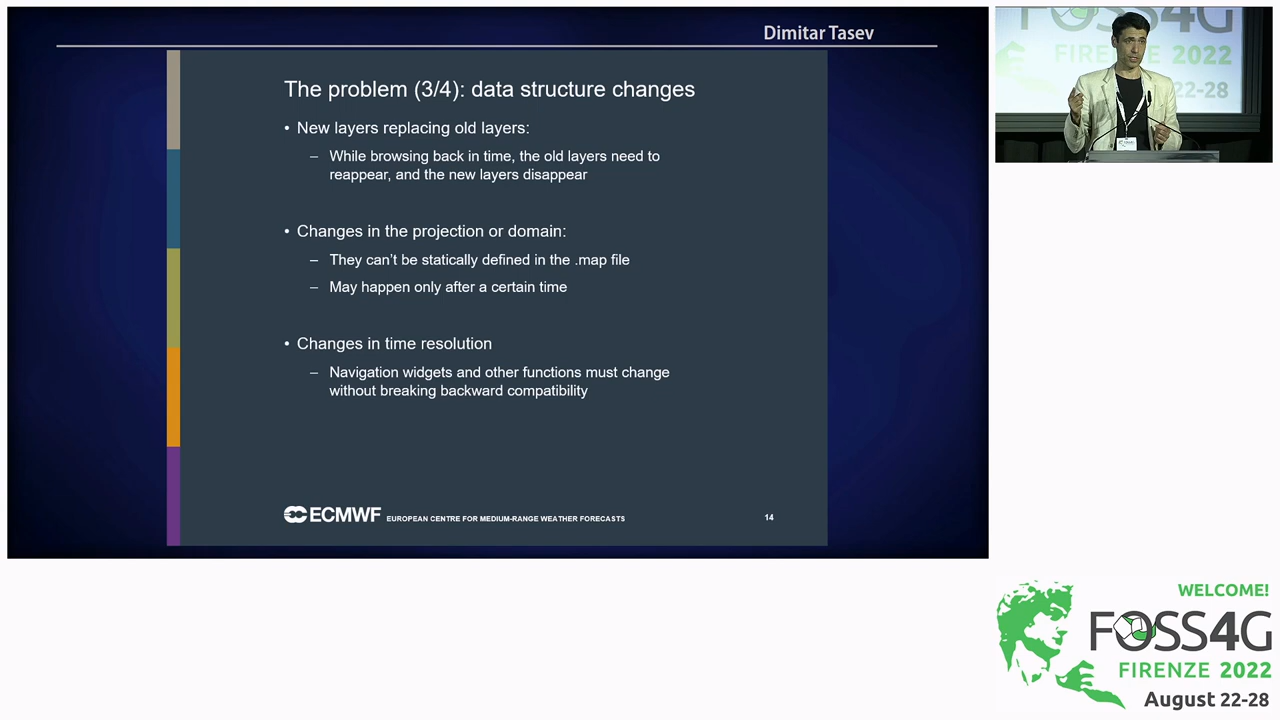 Dimitar Tasev
The problem (3/4): data structure changes
• New layers replacing old layers:
– While browsing back in time, the old layers need to
reappear, and the new layers disappear
• Changes in the projection or domain:
– They can't be statically defined in the .map file
– May happen only after a certain time
• Changes in time resolution
– Navigation widgets and other functions must change
without breaking backward compatibility
ECMWF EUROPEAN CENTRE FOR MEDIUM-RANGE WEATHER FORECASTS
14
FOSS4G
FIRENZE 2022
22-28
WELCOME!
FOSS4G
FIRENZE 2022
August 22-28